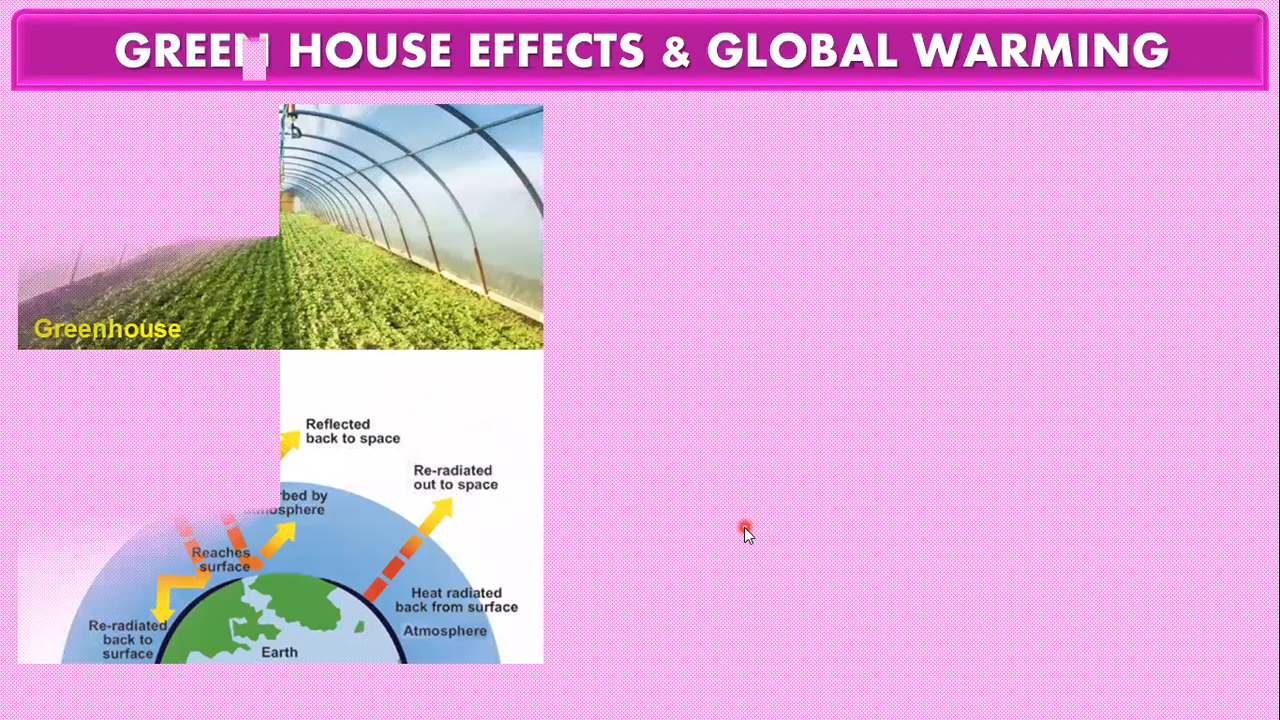 GREEN HOUSE EFFECTS & GLOBAL WARMING
Greenhouse
Reflected
back to space
Re-radiated
out to space
Reaches
surface
Heat radiated
back from surface
Re-radiated
back to
surface
Atmosphere
Earth